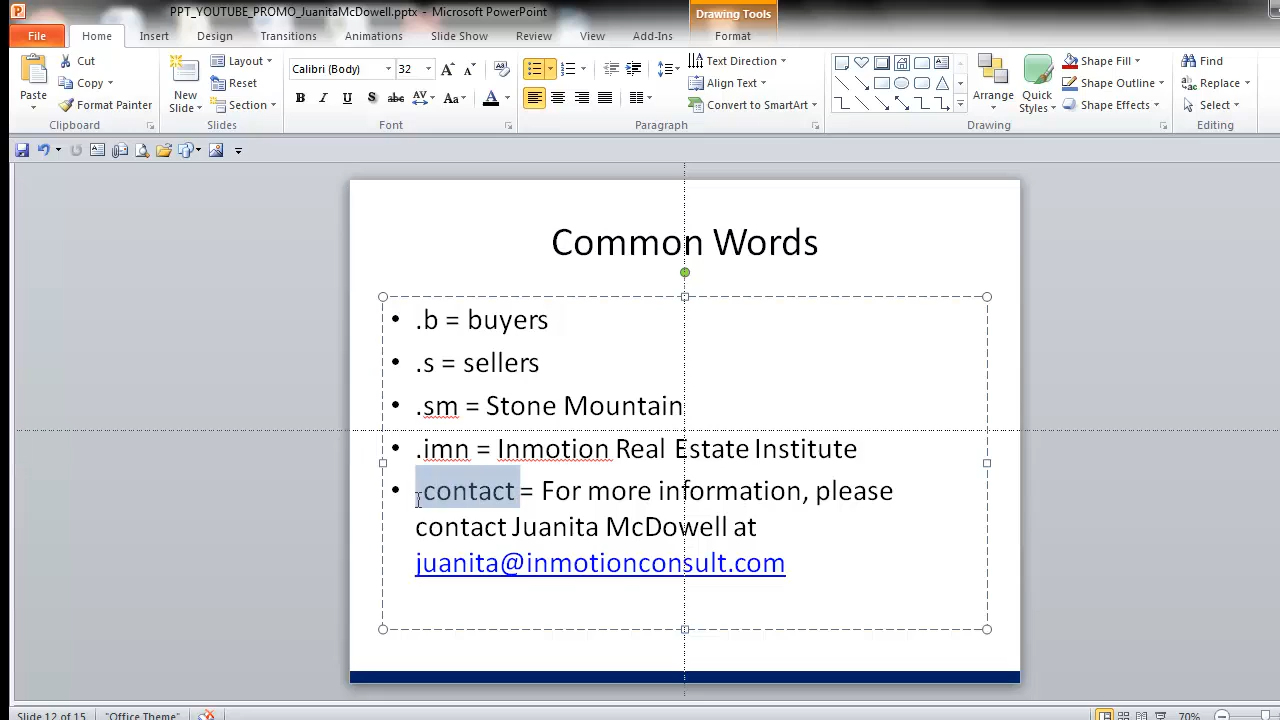 PPT_YOUTUBE_PROMO_JuanitaMcDowell.pptx - Microsoft PowerPoint
Drawing Tools
File Home Insert Design Transitions Animations Slide Show Review View Add-Ins Format
Cut
Copy
Format Painter
Paste
Clipboard
New Slide
Layout
Reset
Section
Slides
Calibri (Body) 32
B I U S abc AV Aa A
Font
Text Direction
Align Text
Convert to SmartArt
Paragraph
Arrange
Quick Styles
Shape Fill
Shape Outline
Shape Effects
Drawing
Find
Replace
Select
Editing
Common Words
• .b = buyers
• .s = sellers
• .sm = Stone Mountain
• .imn = Inmotion Real Estate Institute
• .contact = For more information, please
contact Juanita McDowell at
juanita@inmotionconsult.com
Slide 12 of 15 "Office Theme" 70%